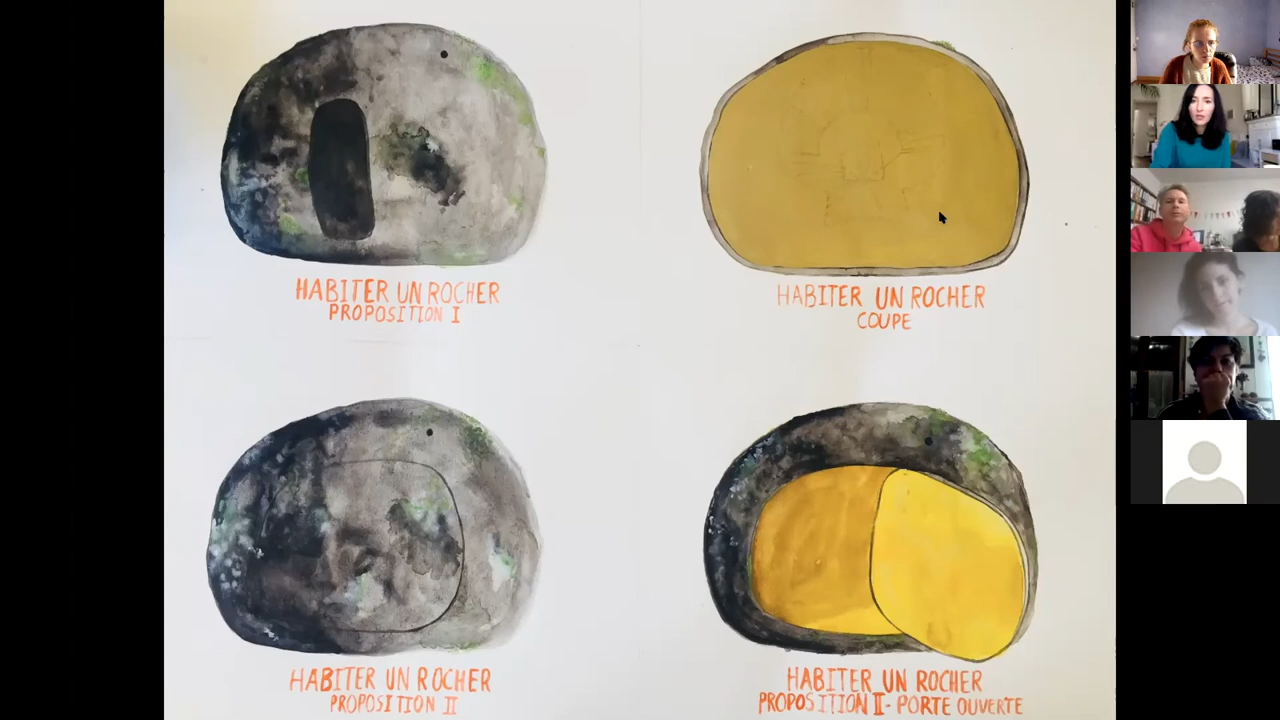 HABITER UN ROCHER
PROPOSITION I
HABITER UN ROCHER
COUPE
HABITER UN ROCHER
PROPOSITION II
HABITER UN ROCHER
PROPOSITION II - PORTE OUVERTE